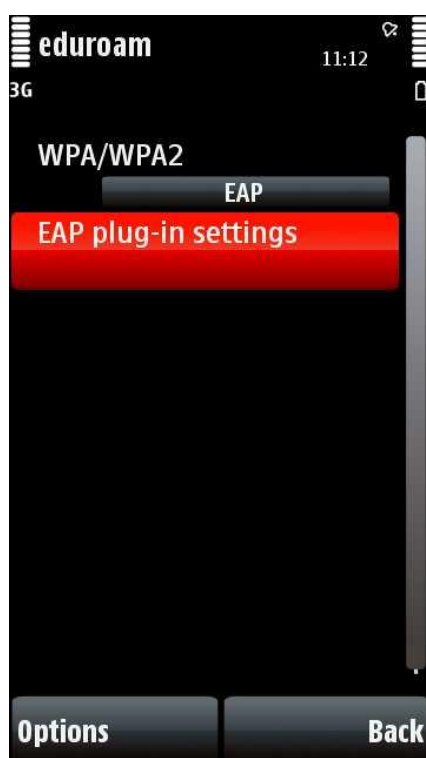 eduroam
11:12
3G
WPA/WPA2
EAP
EAP plug-in settings
Options
Back